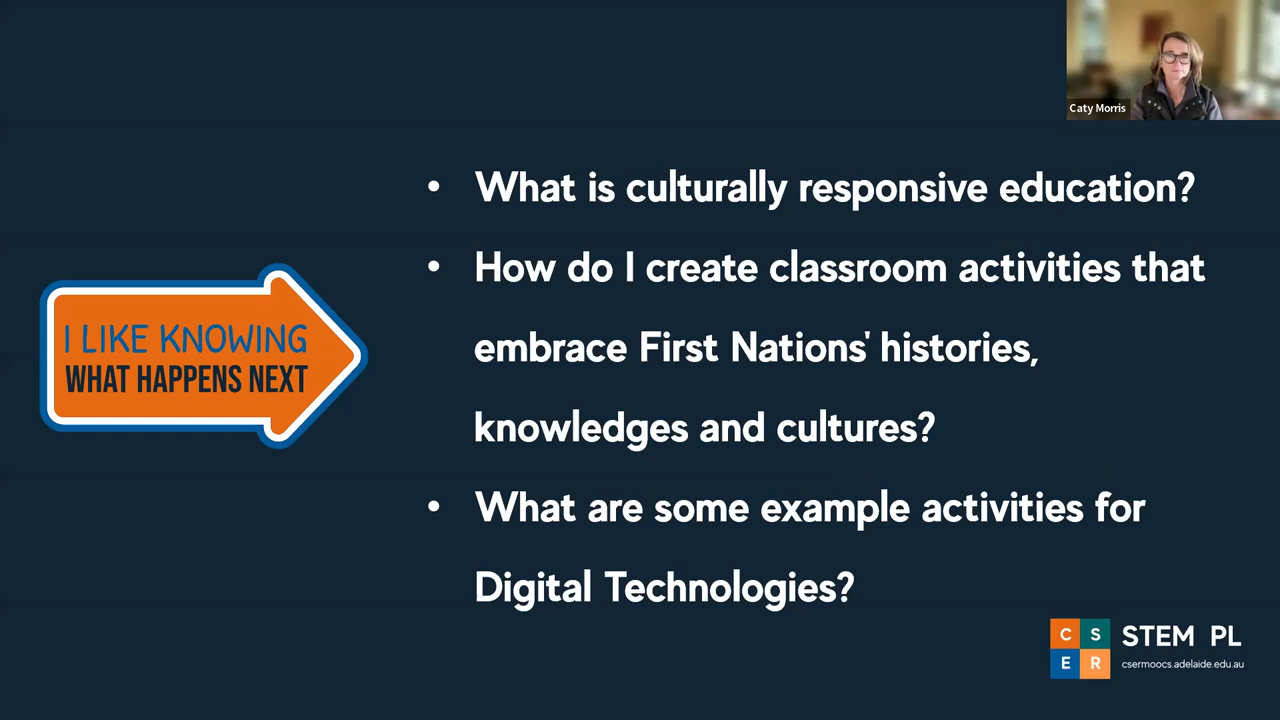 Caty Morris
• What is culturally responsive education?
• How do I create classroom activities that
embrace First Nations' histories,
knowledges and cultures?
• What are some example activities for
Digital Technologies?
I LIKE KNOWING
WHAT HAPPENS NEXT
C S
E R
STEM PL
csermoocs.adelaide.edu.au